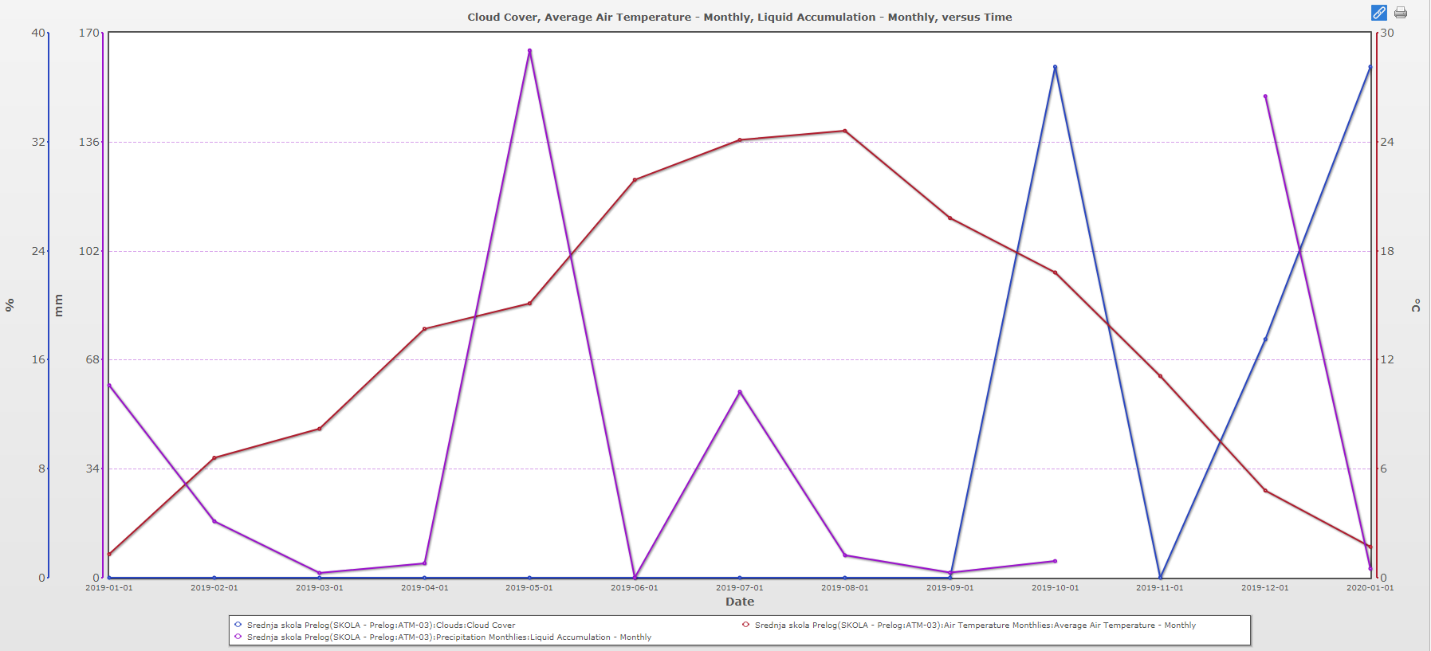 Cloud Cover, Average Air Temperature - Monthly, Liquid Accumulation - Monthly, versus Time
40 170 30
32 136 24
24 102 18
% mm °C
16 68 12
8 34 6
0 0 0
2019-01-01 2019-02-01 2019-03-01 2019-04-01 2019-05-01 2019-06-01 2019-07-01 2019-08-01 2019-09-01 2019-10-01 2019-11-01 2019-12-01 2020-01-01
Date
Srednja skola Prelog(SKOLA - Prelog:ATM-03):Clouds:Cloud Cover Srednja skola Prelog(SKOLA - Prelog:ATM-03):Air Temperature Monthlies:Average Air Temperature - Monthly
Srednja skola Prelog(SKOLA - Prelog:ATM-03):Precipitation Monthlies:Liquid Accumulation - Monthly